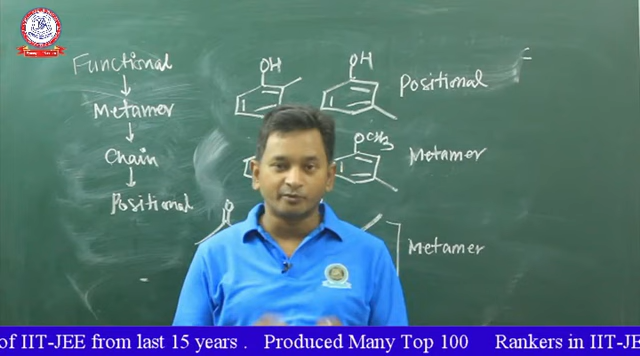 Functional
Metamer
Chain
Positional
OH
OH
Positional
OCH3
Metamer
O
Metamer
of IIT-JEE from last 15 years . Produced Many Top 100 Rankers in IIT-JE